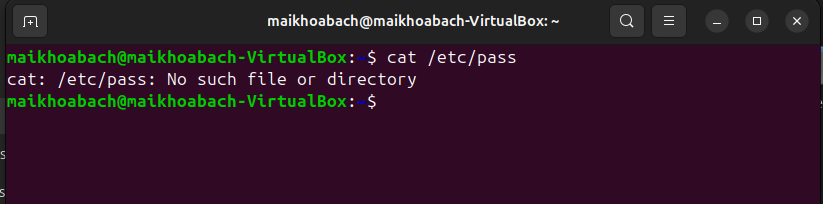 maikhoabach@maikhoabach-VirtualBox: ~
maikhoabach@maikhoabach-VirtualBox:~$ cat /etc/pass
cat: /etc/pass: No such file or directory
maikhoabach@maikhoabach-VirtualBox:~$